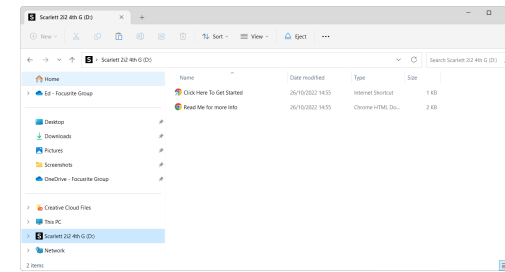 Scarlett 2i2 4th G (D:)
New
Sort
View
Eject
Scarlett 2i2 4th G (D:)
Search Scarlett 2i2 4th G (D:)
Home
Ed - Focusrite Group
Desktop
Downloads
Pictures
Screenshots
OneDrive - Focusrite Group
Creative Cloud Files
This PC
Scarlett 2i2 4th G (D:)
Network
Name Date modified Type Size
Click Here To Get Started 26/10/2022 14:53 Internet Shortcut 1 KB
Read Me for more Info 26/10/2022 14:55 Chrome HTML Do... 2 KB
2 items